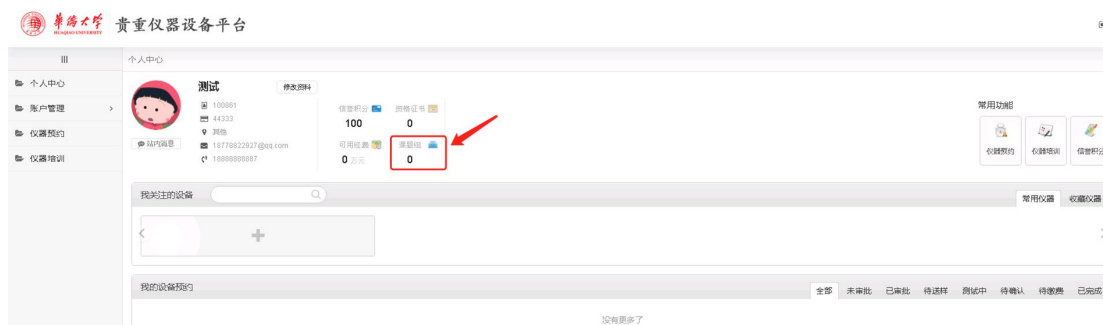 華僑大学
HUAQIAO UNIVERSITY
贵重仪器设备平台
个人中心
个人中心
账户管理
仪器预约
仪器培训
测试
修改资料
100861
44333
其他
18778822927@qq.com
18888888887
站内消息
信誉积分
100
资格证书
0
可用经费
0 万元
课题组
0
常用功能
仪器预约
仪器培训
信誉积分
我关注的设备
常用仪器
收藏仪器
我的设备预约
全部
未审批
已审批
待送样
测试中
待确认
待缴费
已完成
没有更多了